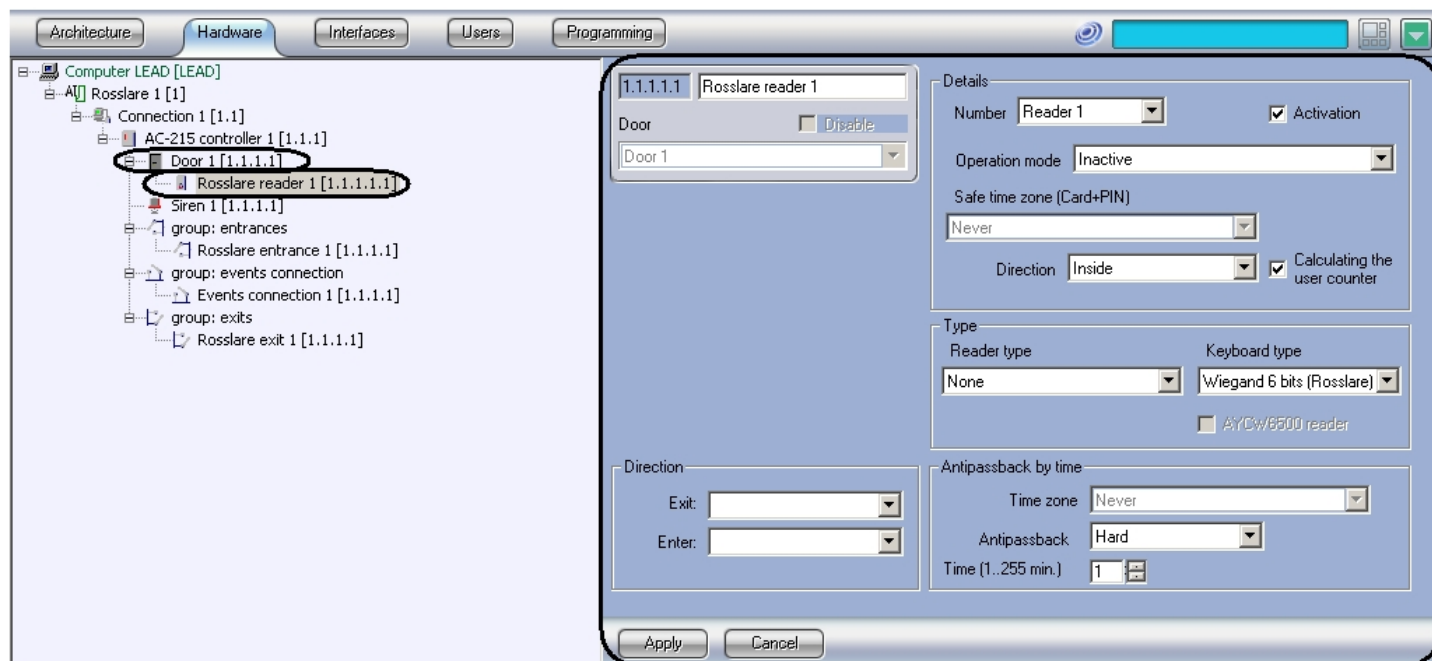 Architecture Hardware Interfaces Users Programming
Computer LEAD [LEAD]
Rosslare 1 [1]
Connection 1 [1.1]
AC-215 controller 1 [1.1.1]
Door 1 [1.1.1.1]
Rosslare reader 1 [1.1.1.1.1]
Siren 1 [1.1.1.1]
group: entrances
Rosslare entrance 1 [1.1.1.1]
group: events connection
Events connection 1 [1.1.1.1]
group: exits
Rosslare exit 1 [1.1.1.1]
1.1.1.1.1 Rosslare reader 1
Door Disable
Door 1
Details
Number Reader 1 Activation
Operation mode Inactive
Safe time zone (Card+PIN)
Never
Direction Inside Calculating the
user counter
Type
Reader type Keyboard type
None Wiegand 6 bits (Rosslare)
AYCW6500 reader
Direction
Exit:
Enter:
Antipassback by time
Time zone Never
Antipassback Hard
Time (1..255 min.) 1
Apply Cancel